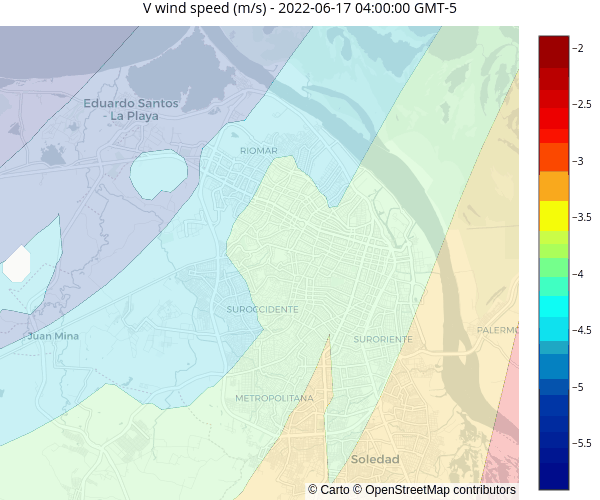 V wind speed (m/s) - 2022-06-17 04:00:00 GMT-5
−2
Eduardo Santos
- La Playa
−2.5
RIOMAR
−3
−3.5
−4
SUROCCIDENTE
−4.5
PALERMO
Juan Mina
SURORIENTE
−5
METROPOLITANA
−5.5
Soledad
© Carto © OpenStreetMap contributors